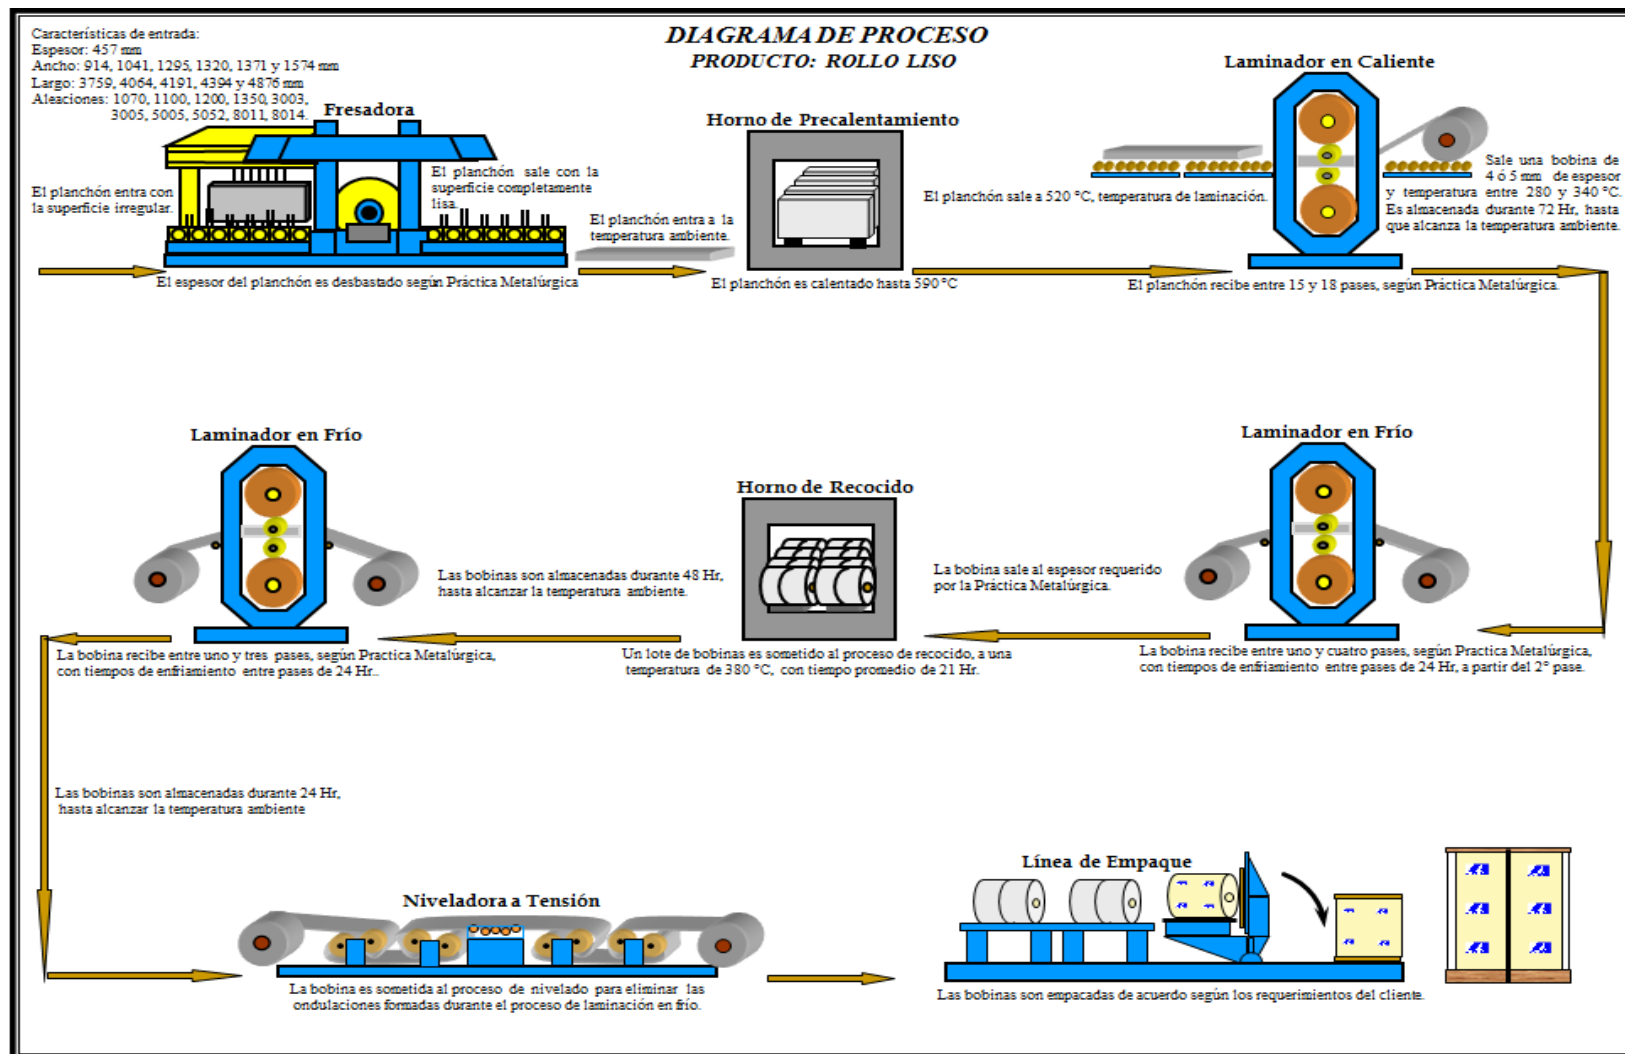 DIAGRAMA DE PROCESO
PRODUCTO: ROLLO LISO
Características de entrada:
Espesor: 457 mm
Ancho: 914, 1041, 1295, 1320, 1371 y 1574 mm
Largo: 3759, 4064, 4191, 4394 y 4876 mm
Aleaciones: 1070, 1100, 1200, 1350, 3003,
3005, 5005, 5052, 8011, 8014.
Fresadora
El planchón entra con
la superficie irregular.
El planchón sale con la
superficie completamente
lisa.
El espesor del planchón es desbastado según Práctica Metalúrgica
El planchón entra a la
temperatura ambiente.
Horno de Precalentamiento
El planchón es calentado hasta 590 °C
El planchón sale a 520 °C, temperatura de laminación.
Laminador en Caliente
Sale una bobina de
4 ó 5 mm de espesor
y temperatura entre 280 y 340 °C.
Es almacenada durante 72 Hr, hasta
que alcanza la temperatura ambiente.
El planchón recibe entre 15 y 18 pases, según Práctica Metalúrgica.
Laminador en Frío
La bobina recibe entre uno y cuatro pases, según Practica Metalúrgica,
con tiempos de enfriamiento entre pases de 24 Hr, a partir del 2° pase.
La bobina sale al espesor requerido
por la Práctica Metalúrgica.
Horno de Recocido
Un lote de bobinas es sometido al proceso de recocido, a una
temperatura de 380 °C, con tiempo promedio de 21 Hr.
Las bobinas son almacenadas durante 48 Hr,
hasta alcanzar la temperatura ambiente.
Laminador en Frío
La bobina recibe entre uno y tres pases, según Practica Metalúrgica,
con tiempos de enfriamiento entre pases de 24 Hr..
Las bobinas son almacenadas durante 24 Hr,
hasta alcanzar la temperatura ambiente
Niveladora a Tensión
La bobina es sometida al proceso de nivelado para eliminar las
ondulaciones formadas durante el proceso de laminación en frío.
Línea de Empaque
Las bobinas son empacadas de acuerdo según los requerimientos del cliente.